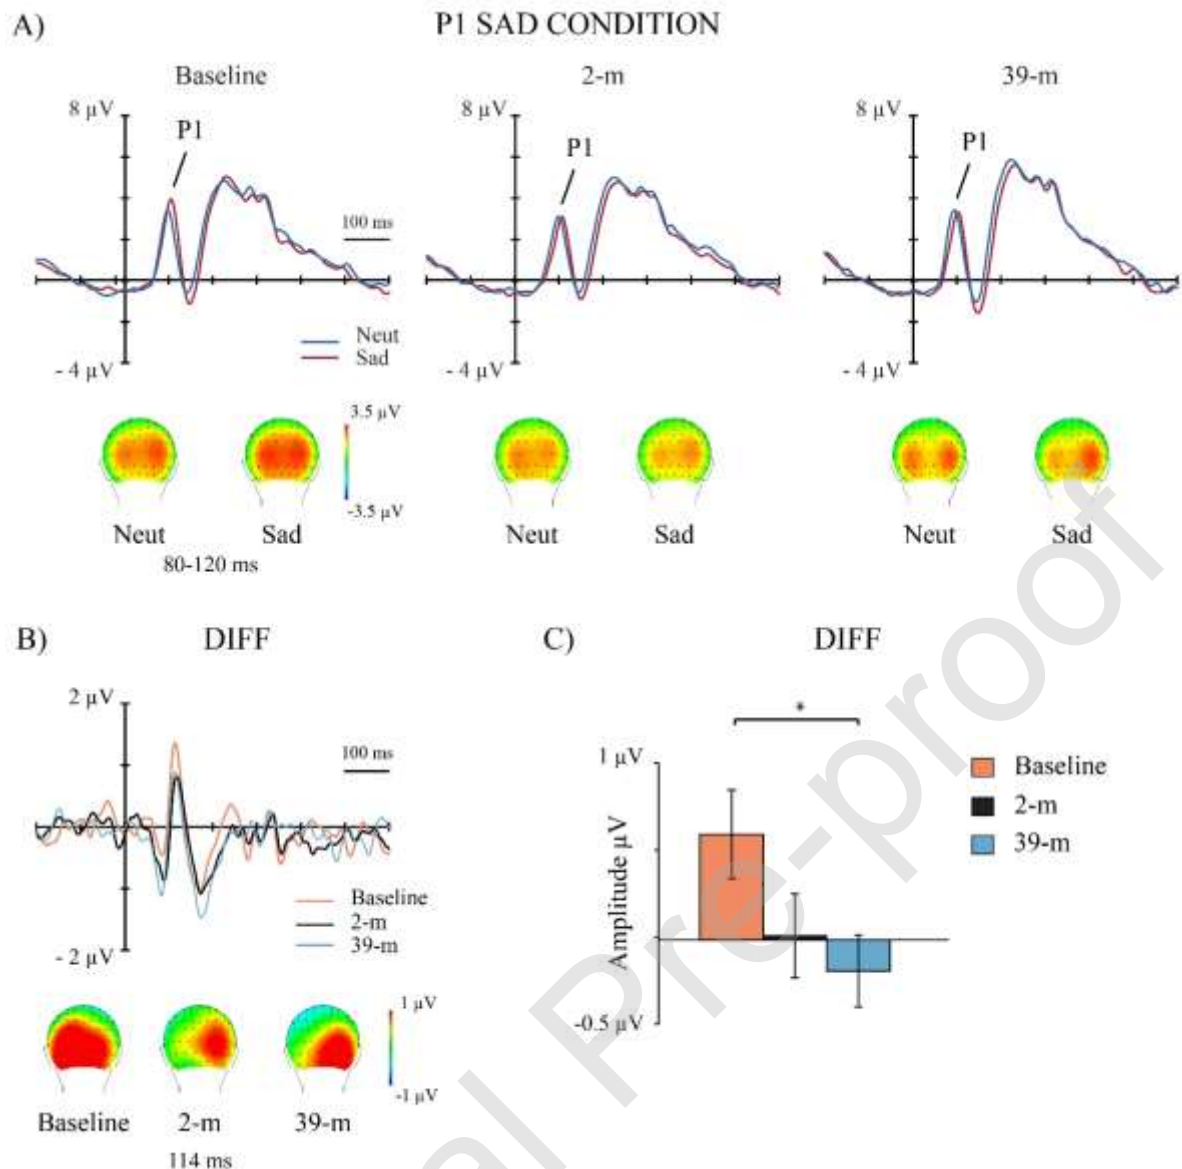 A)
P1 SAD CONDITION
Baseline
2-m
39-m
8 µV
8 µV
8 µV
P1
P1
P1
100 ms
Neut
Sad
- 4 µV
- 4 µV
- 4 µV
3.5 µV
-3.5 µV
Neut
Sad
Neut
Sad
Neut
Sad
80-120 ms
B)
DIFF
2 µV
100 ms
Baseline
2-m
39-m
- 2 µV
1 µV
-1 µV
Baseline
2-m
39-m
114 ms
C)
DIFF
*
1 µV
Amplitude µV
-0.5 µV
Baseline
2-m
39-m
al Pre-proof